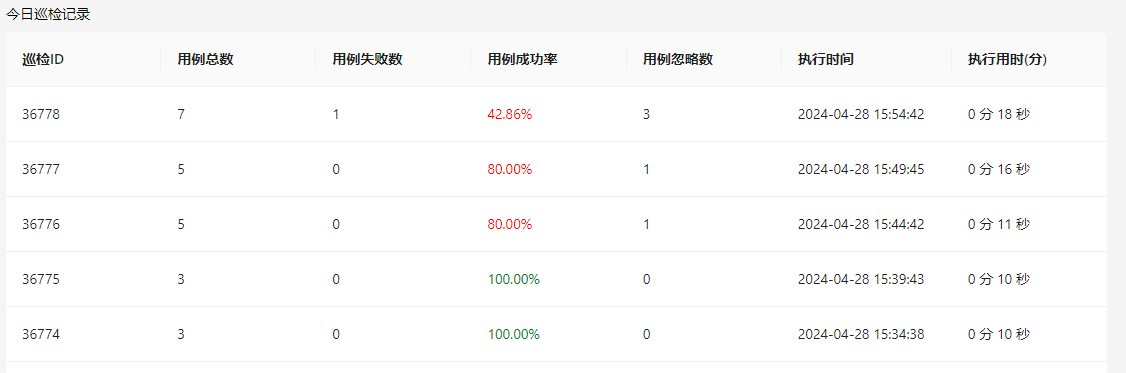 今日巡检记录
巡检ID 用例总数 用例失败数 用例成功率 用例忽略数 执行时间 执行用时(分)
36778 7 1 42.86% 3 2024-04-28 15:54:42 0 分 18 秒
36777 5 0 80.00% 1 2024-04-28 15:49:45 0 分 16 秒
36776 5 0 80.00% 1 2024-04-28 15:44:42 0 分 11 秒
36775 3 0 100.00% 0 2024-04-28 15:39:43 0 分 10 秒
36774 3 0 100.00% 0 2024-04-28 15:34:38 0 分 10 秒